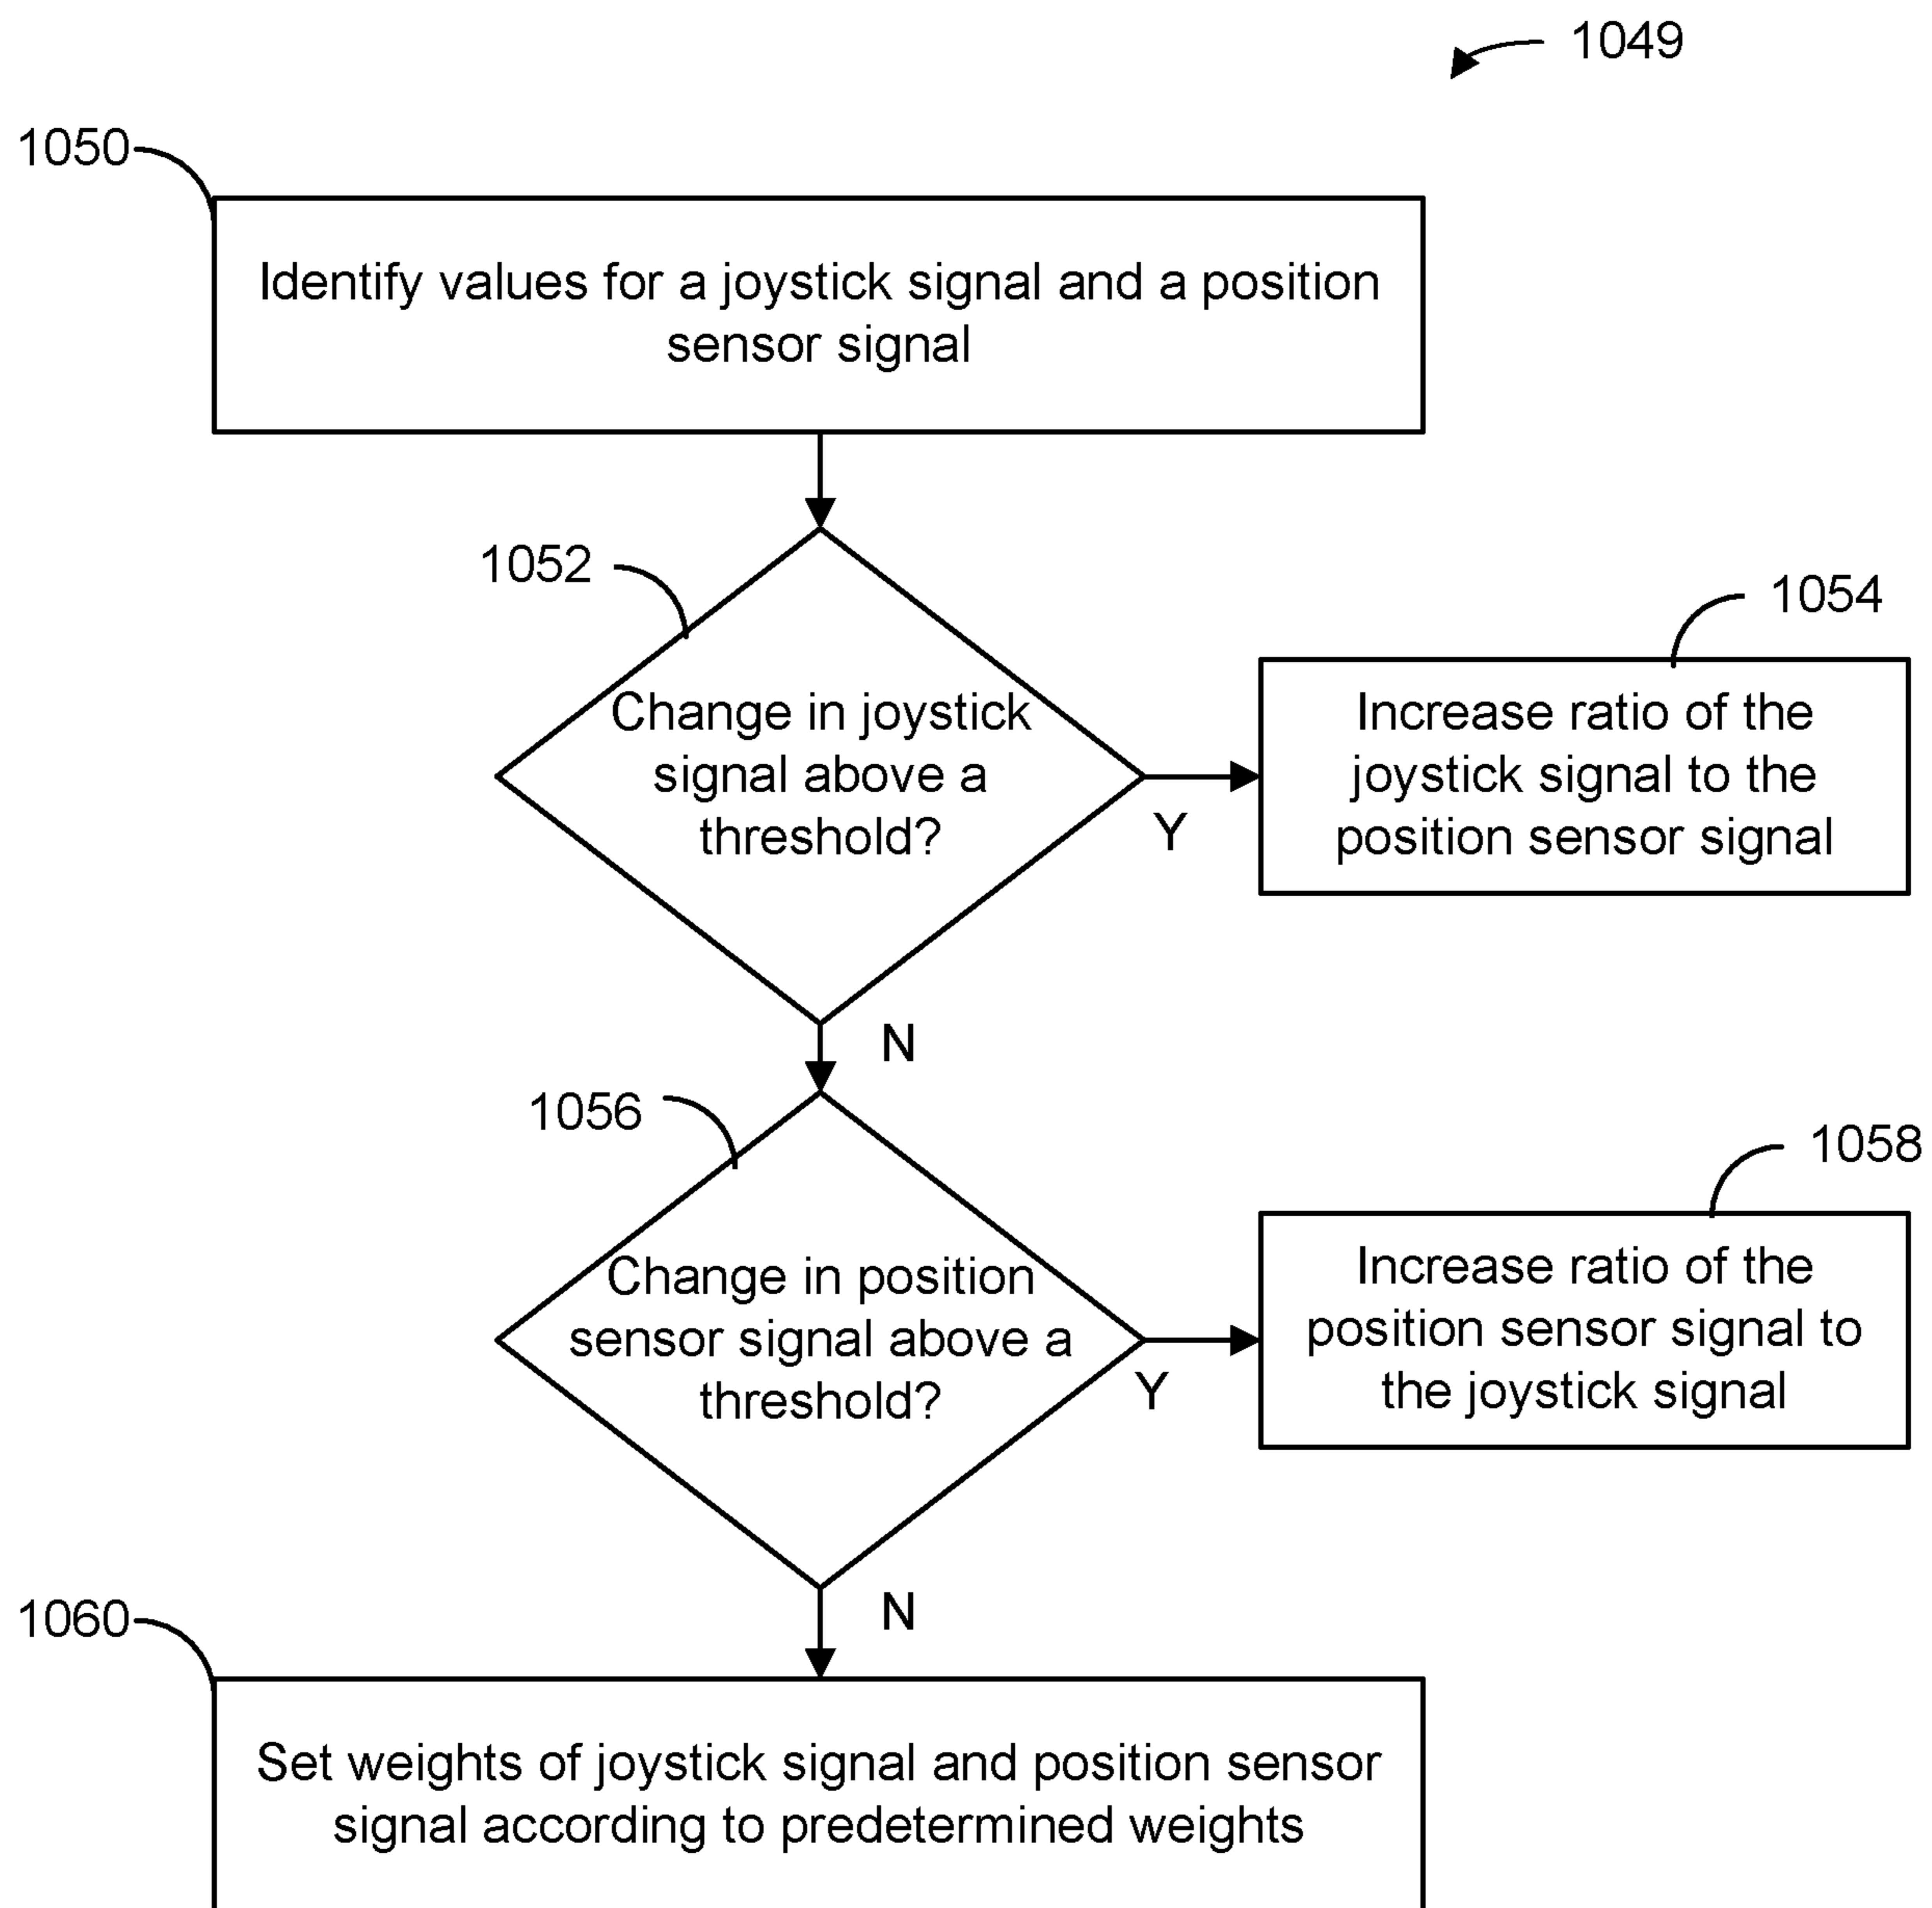 1049
1050
Identify values for a joystick signal and a position
sensor signal
1052
Change in joystick
signal above a
threshold?
Y
1054
Increase ratio of the
joystick signal to the
position sensor signal
N
1056
Change in position
sensor signal above a
threshold?
Y
1058
Increase ratio of the
position sensor signal to
the joystick signal
N
1060
Set weights of joystick signal and position sensor
signal according to predetermined weights